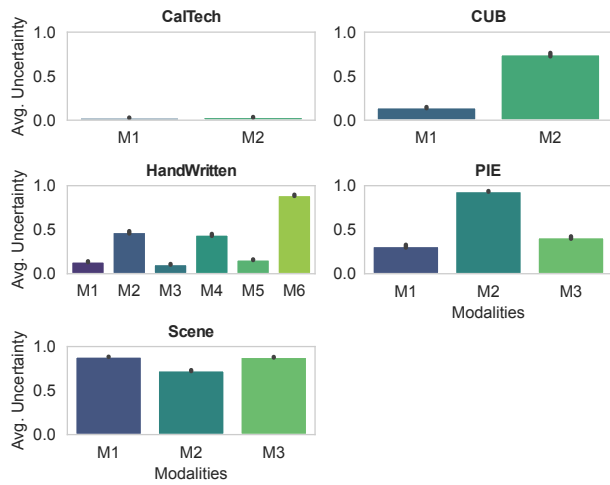 CalTech
Avg. Uncertainty
1.0
0.5
0.0
M1 M2
CUB
1.0
0.5
0.0
M1 M2
HandWritten
Avg. Uncertainty
1.0
0.5
0.0
M1 M2 M3 M4 M5 M6
PIE
1.0
0.5
0.0
M1 M2 M3
Modalities
Scene
Avg. Uncertainty
1.0
0.5
0.0
M1 M2 M3
Modalities